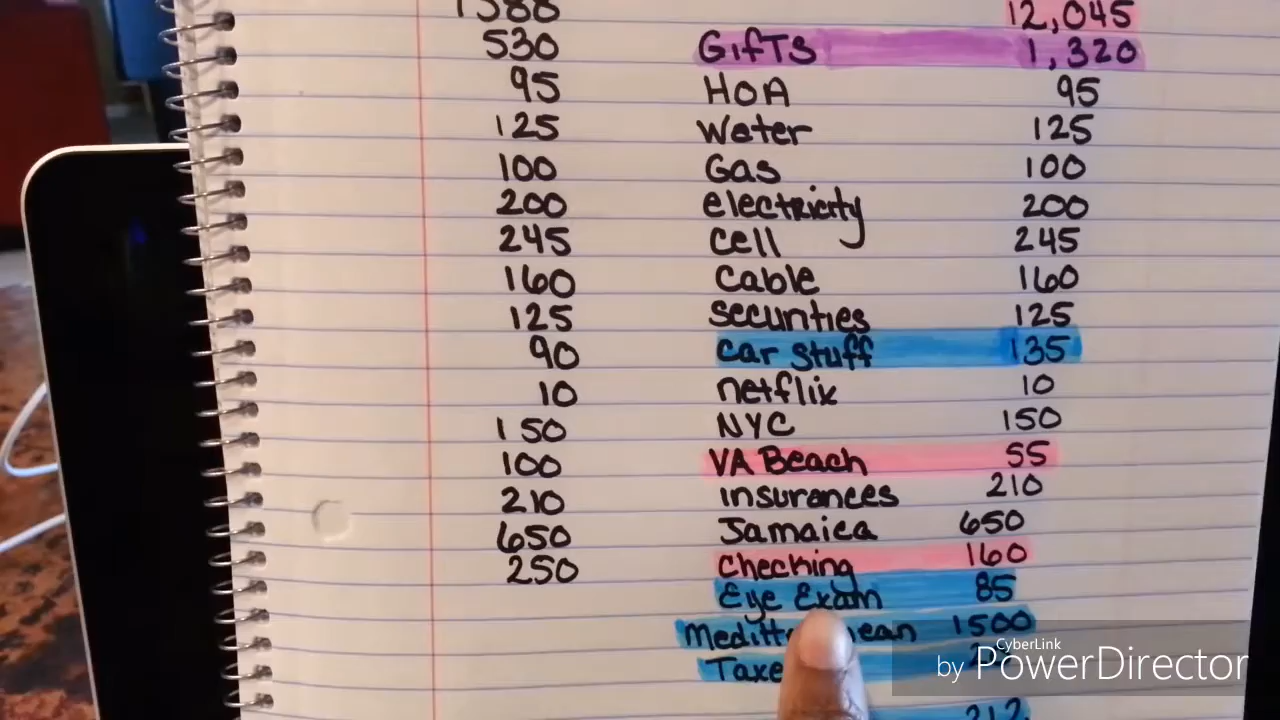 1588 12,045
530 GifTS 1,320
95 HOA 95
125 Water 125
100 Gas 100
200 electricity 200
245 Cell 245
160 Cable 160
125 Securities 125
90 Car Stuff 135
10 netflix 10
150 NYC 150
100 VA Beach 55
210 insurances 210
650 Jamaica 650
250 Checking 160
Eye Exam 85
1500
212
CyberLink
by PowerDirector